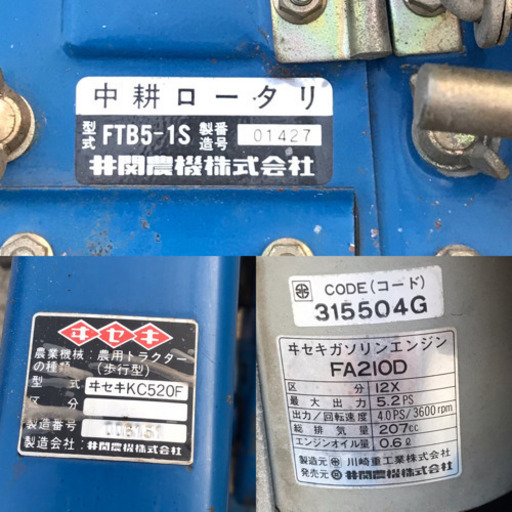 中耕ロータリ
型式 FTB5-1S 製造番号 01427
井関農機株式会社
ヰセキ
農業機械の種類 : 農用トラクター(歩行型)
型式 ヰセキKC520F
区分
製造番号
製造会社: 井関農機株式会社
CODE(コード)
315504G
ヰセキガソリンエンジン
FA210D
区分 12X
最大出力 5.2PS
出力/回転速度 4.0PS/3600rpm
総排気量 207cc
エンジンオイル量 0.6ℓ
製造元 川崎重工業株式会社
発売元 井関農機株式会社